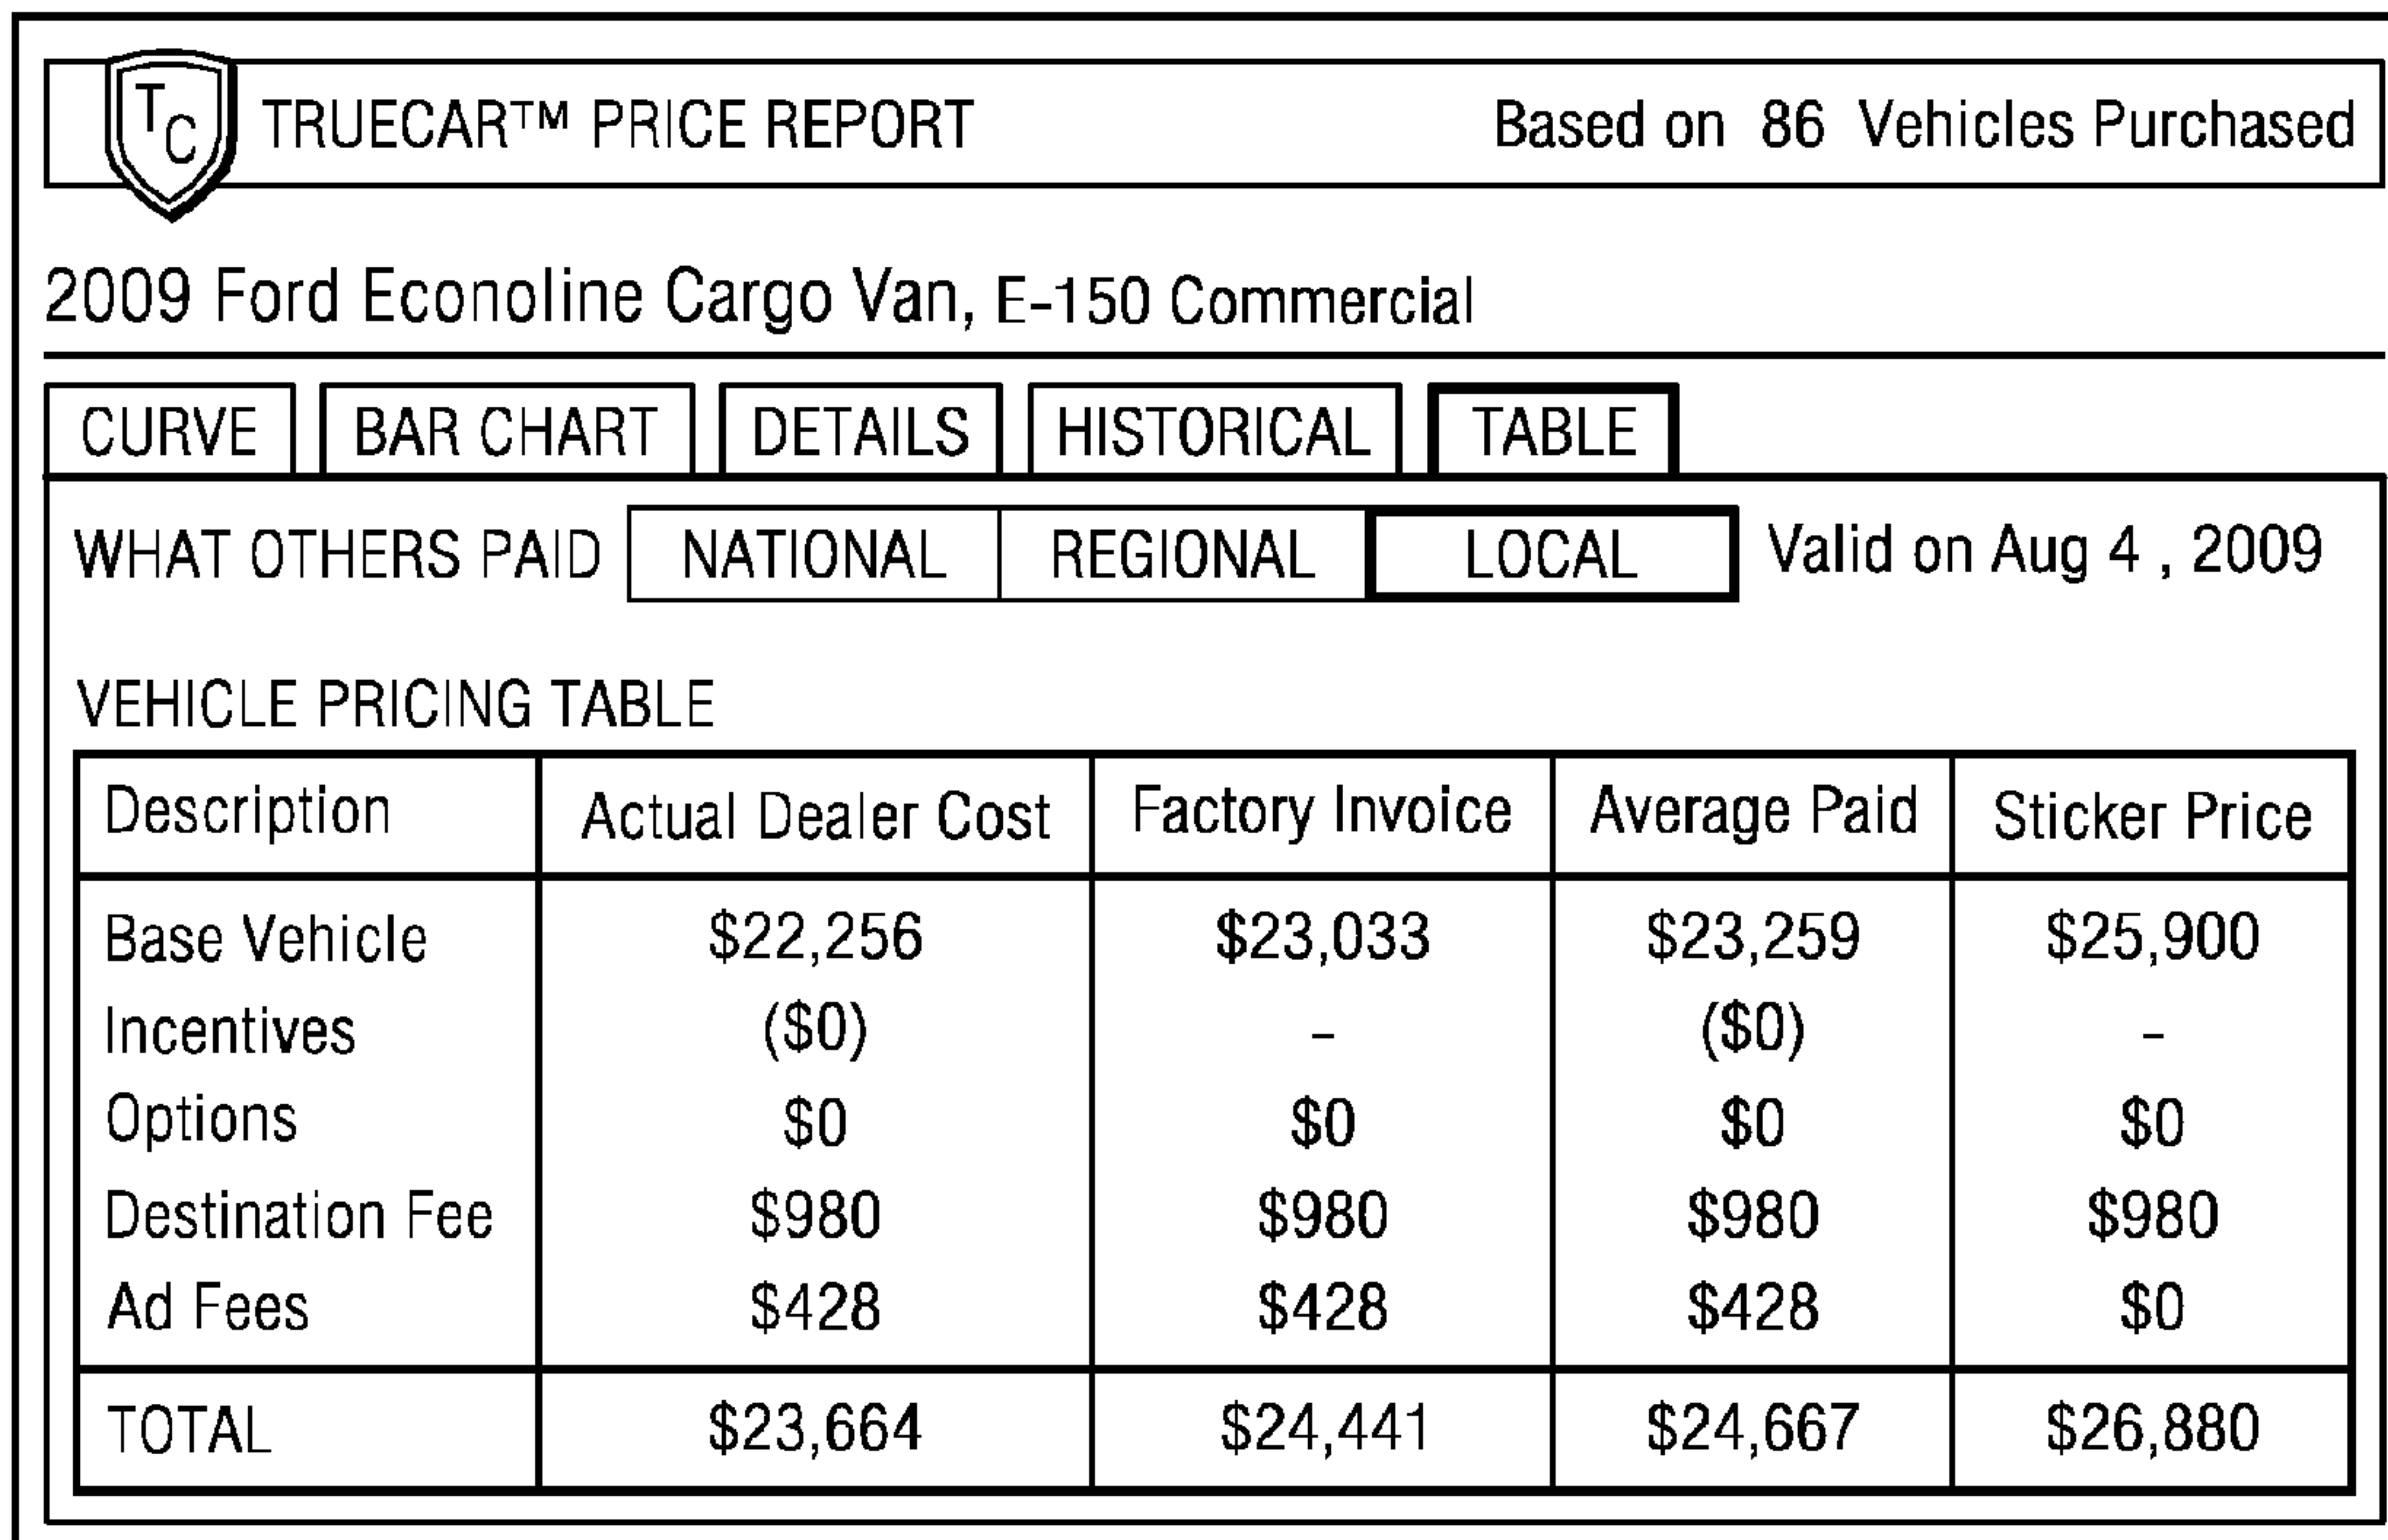 TC TRUECAR™ PRICE REPORT Based on 86 Vehicles Purchased
2009 Ford Econoline Cargo Van, E-150 Commercial
CURVE BAR CHART DETAILS HISTORICAL TABLE
WHAT OTHERS PAID NATIONAL REGIONAL LOCAL Valid on Aug 4 , 2009
VEHICLE PRICING TABLE
Description Actual Dealer Cost Factory Invoice Average Paid Sticker Price
Base Vehicle $22,256 $23,033 $23,259 $25,900
Incentives ($0) - ($0) -
Options $0 $0 $0 $0
Destination Fee $980 $980 $980 $980
Ad Fees $428 $428 $428 $0
TOTAL $23,664 $24,441 $24,667 $26,880